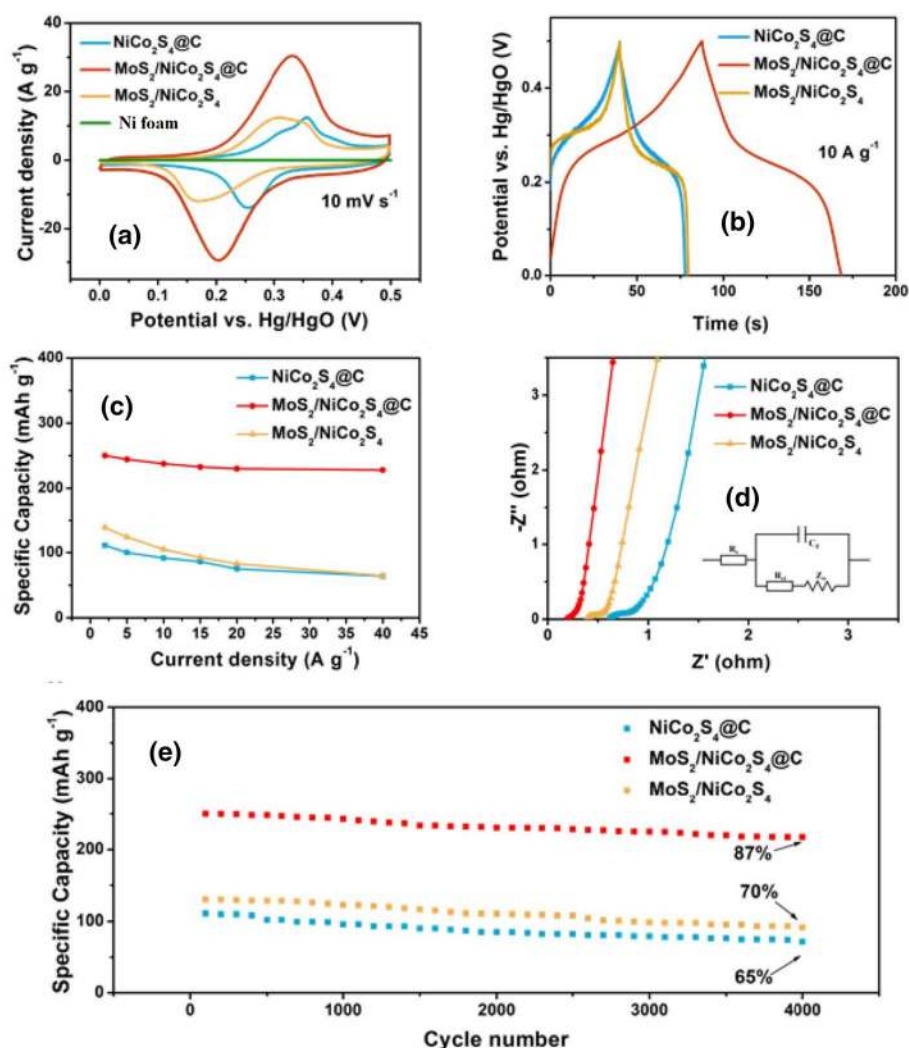 NiCo₂S₄@C
MoS₂/NiCo₂S₄@C
MoS₂/NiCo₂S₄
Ni foam
10 mV s⁻¹
(a)
Current density (A g⁻¹)
40
20
0
-20
0.0 0.1 0.2 0.3 0.4 0.5
Potential vs. Hg/HgO (V)
NiCo₂S₄@C
MoS₂/NiCo₂S₄@C
MoS₂/NiCo₂S₄
10 A g⁻¹
(b)
Potential vs. Hg/HgO (V)
0.4
0.2
0.0
0 50 100 150 200
Time (s)
(c)
NiCo₂S₄@C
MoS₂/NiCo₂S₄@C
MoS₂/NiCo₂S₄
Specific Capacity (mAh g⁻¹)
400
300
200
100
0
0 5 10 15 20 25 30 35 40 45
Current density (A g⁻¹)
NiCo₂S₄@C
MoS₂/NiCo₂S₄@C
MoS₂/NiCo₂S₄
(d)
-Z'' (ohm)
3
2
1
0
0 1 2 3
Z' (ohm)
(e)
NiCo₂S₄@C
MoS₂/NiCo₂S₄@C
MoS₂/NiCo₂S₄
87%
70%
65%
Specific Capacity (mAh g⁻¹)
400
300
200
100
0
0 1000 2000 3000 4000
Cycle number